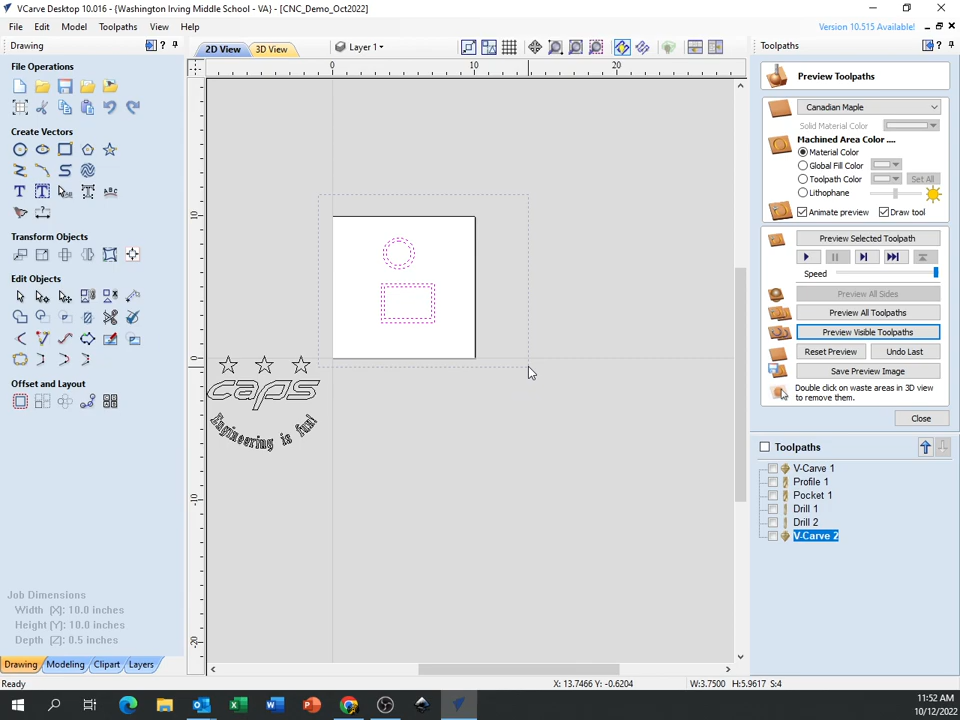 VCarve Desktop 10.016 - {Washington Irving Middle School - VA} - [CNC_Demo_Oct2022]
File Edit Model Toolpaths View Help
Version 10.515 Available!
Drawing
2D View 3D View
Layer 1
Toolpaths
File Operations
Create Vectors
Transform Objects
Edit Objects
Offset and Layout
Job Dimensions
Width (X): 10.0 inches
Height (Y): 10.0 inches
Depth (Z): 0.5 inches
Drawing Modeling Clipart Layers
Ready
0 10 20
10
0
-10
-20
caps
Engineering is fun!
X: 13.7466 Y: -0.6204
W:3.7500 H:5.9617 S:4
Preview Toolpaths
Canadian Maple
Solid Material Color
Machined Area Color ....
Material Color
Global Fill Color
Toolpath Color
Set All
Lithophane
Animate preview
Draw tool
Preview Selected Toolpath
Speed
Preview All Sides
Preview All Toolpaths
Preview Visible Toolpaths
Reset Preview
Undo Last
Save Preview Image
Double click on waste areas in 3D view
to remove them.
Close
Toolpaths
V-Carve 1
Profile 1
Pocket 1
Drill 1
Drill 2
V-Carve 2
11:52 AM
10/12/2022